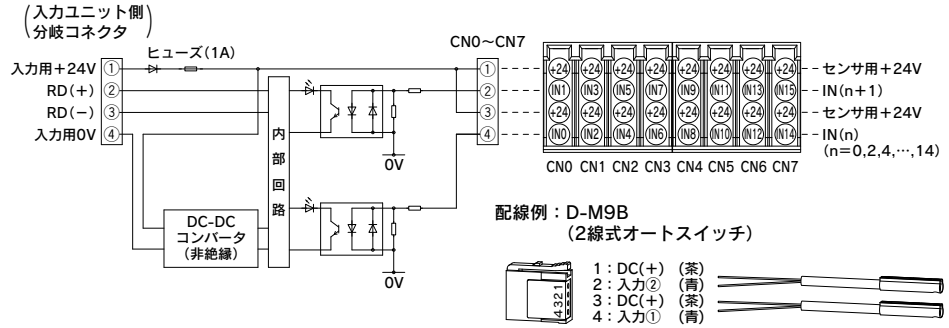 (入力ユニット側
分岐コネクタ)
ヒューズ(1A)
入力用+24V ①
RD(+) ②
RD(−) ③
入力用0V ④
内部回路
DC-DC
コンバータ
(非絶縁)
0V
0V
CN0〜CN7
①
②
③
④
+24 +24 +24 +24 +24 +24 +24 +24
IN1 IN3 IN5 IN7 IN9 IN11 IN13 IN15
+24 +24 +24 +24 +24 +24 +24 +24
IN0 IN2 IN4 IN6 IN8 IN10 IN12 IN14
CN0 CN1 CN2 CN3 CN4 CN5 CN6 CN7
センサ用+24V
IN(n+1)
センサ用+24V
IN(n)
(n=0,2,4,…,14)
配線例:D-M9B
(2線式オートスイッチ)
4321
1:DC(+) (茶)
2:入力② (青)
3:DC(+) (茶)
4:入力① (青)